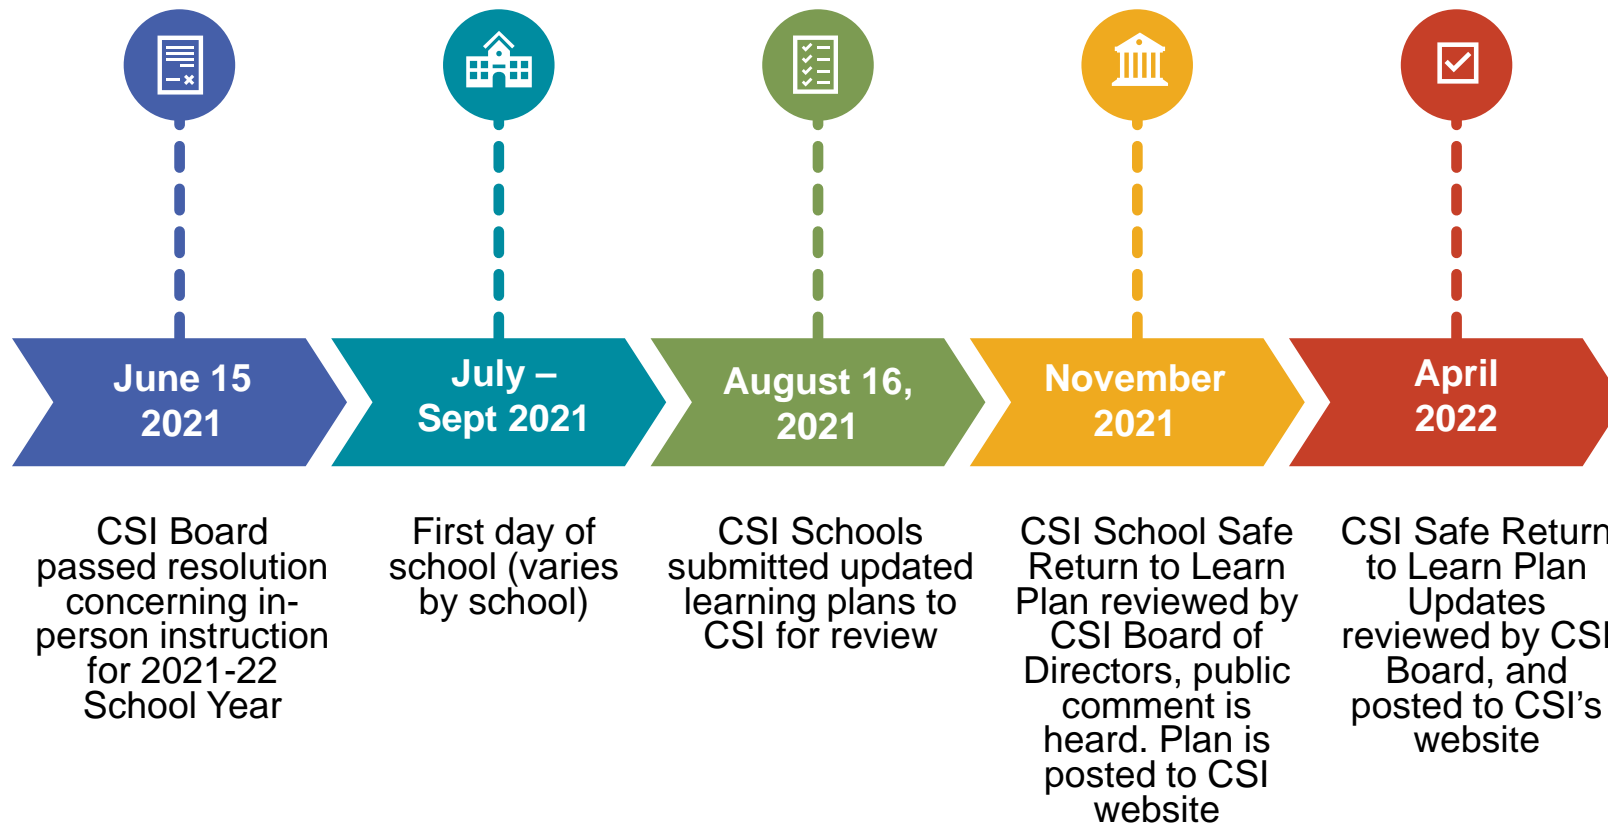 June 15
2021
July –
Sept 2021
August 16,
2021
November
2021
April
2022
CSI Board
passed resolution
concerning in-
person instruction
for 2021-22
School Year
First day of
school (varies
by school)
CSI Schools
submitted updated
learning plans to
CSI for review
CSI School Safe
Return to Learn
Plan reviewed by
CSI Board of
Directors, public
comment is
heard. Plan is
posted to CSI
website
CSI Safe Return
to Learn Plan
Updates
reviewed by CSI
Board, and
posted to CSI’s
website